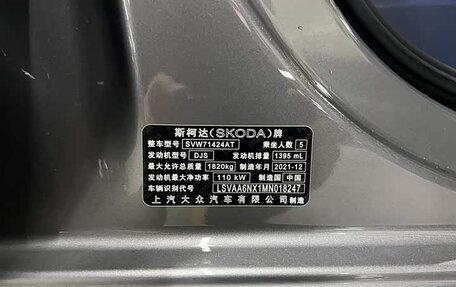 斯柯达(SKODA)牌
整车型号 SVW71424AT 乘坐人数 5
发动机型号 DJS 发动机排量 1395 mL
最大允许总质量 1820kg 制造年月 2021-12
发动机最大净功率 110 kW 制造国 中国
车辆识别代号 LSVAA6NX1MN018247
上汽大众汽车有限公司制造